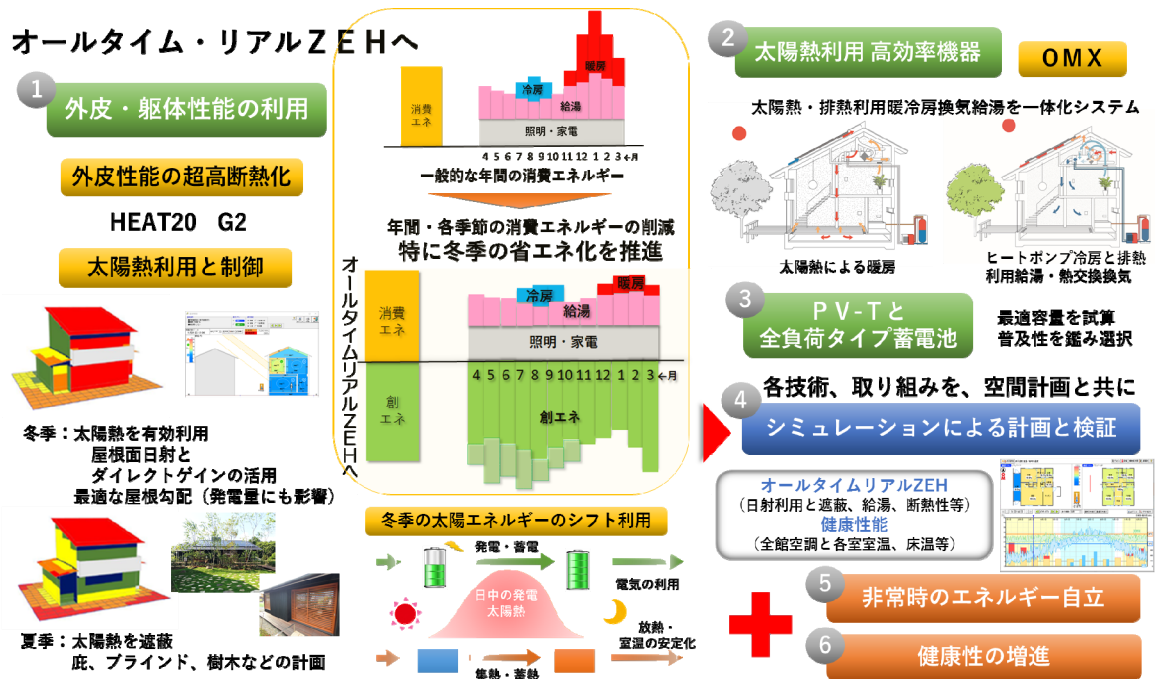 オールタイム・リアルＺＥＨへ
1
外皮・躯体性能の利用
外皮性能の超高断熱化
HEAT20 G2
太陽熱利用と制御
冬季：太陽熱を有効利用
屋根面日射と
ダイレクトゲインの活用
最適な屋根勾配（発電量にも影響）
夏季：太陽熱を遮蔽
庇、ブラインド、樹木などの計画
消費
エネ
暖房
冷房
給湯
照明・家電
4 5 6 7 8 9 10 11 12 1 2 3 ←月
一般的な年間の消費エネルギー
年間・各季節の消費エネルギーの削減
特に冬季の省エネ化を推進
オールタイムリアルZEHへ
消費
エネ
暖房
冷房
給湯
照明・家電
4 5 6 7 8 9 10 11 12 1 2 3 ←月
創
エネ
創エネ
冬季の太陽エネルギーのシフト利用
発電・蓄電
電気の利用
日中の発電
太陽熱
放熱・
室温の安定化
集熱・蓄熱
2
太陽熱利用 高効率機器
ＯＭＸ
太陽熱・排熱利用暖冷房換気給湯を一体化システム
太陽熱による暖房
ヒートポンプ冷房と排熱
利用給湯・熱交換換気
3
ＰＶ-Ｔと
全負荷タイプ蓄電池
最適容量を試算
普及性を鑑み選択
各技術、取り組みを、空間計画と共に
4
シミュレーションによる計画と検証
オールタイムリアルZEH
（日射利用と遮蔽、給湯、断熱性等）
健康性能
（全館空調と各室室温、床温等）
5
非常時のエネルギー自立
6
健康性の増進